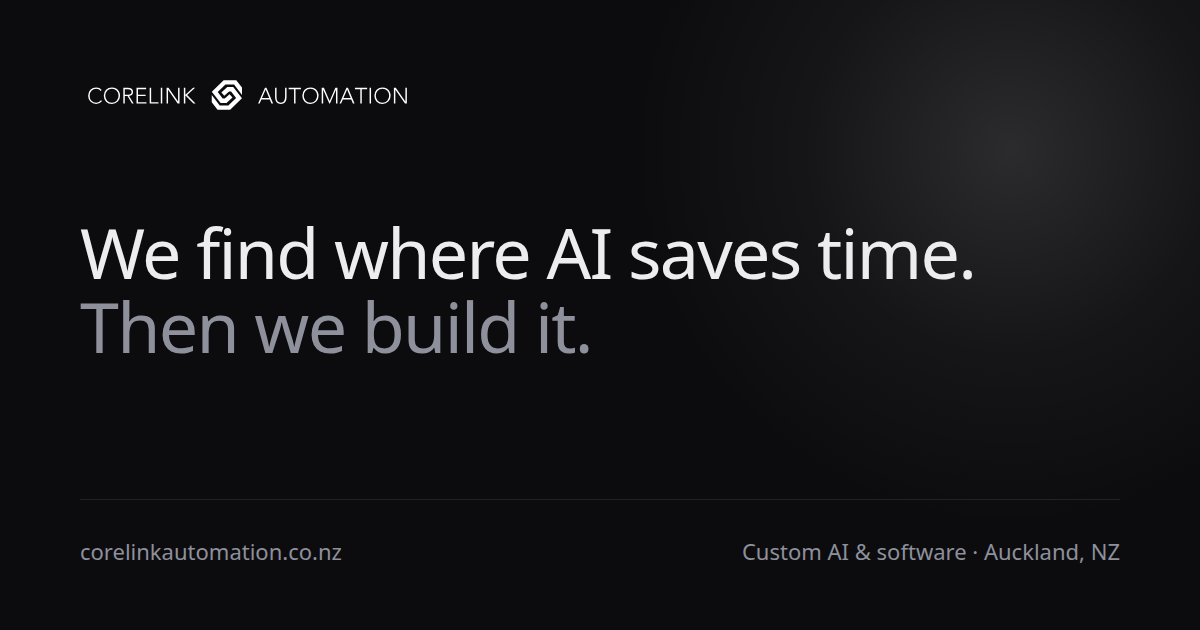 CORELINK AUTOMATION
We find where AI saves time.
Then we build it.
corelinkautomation.co.nz
Custom AI & software · Auckland, NZ